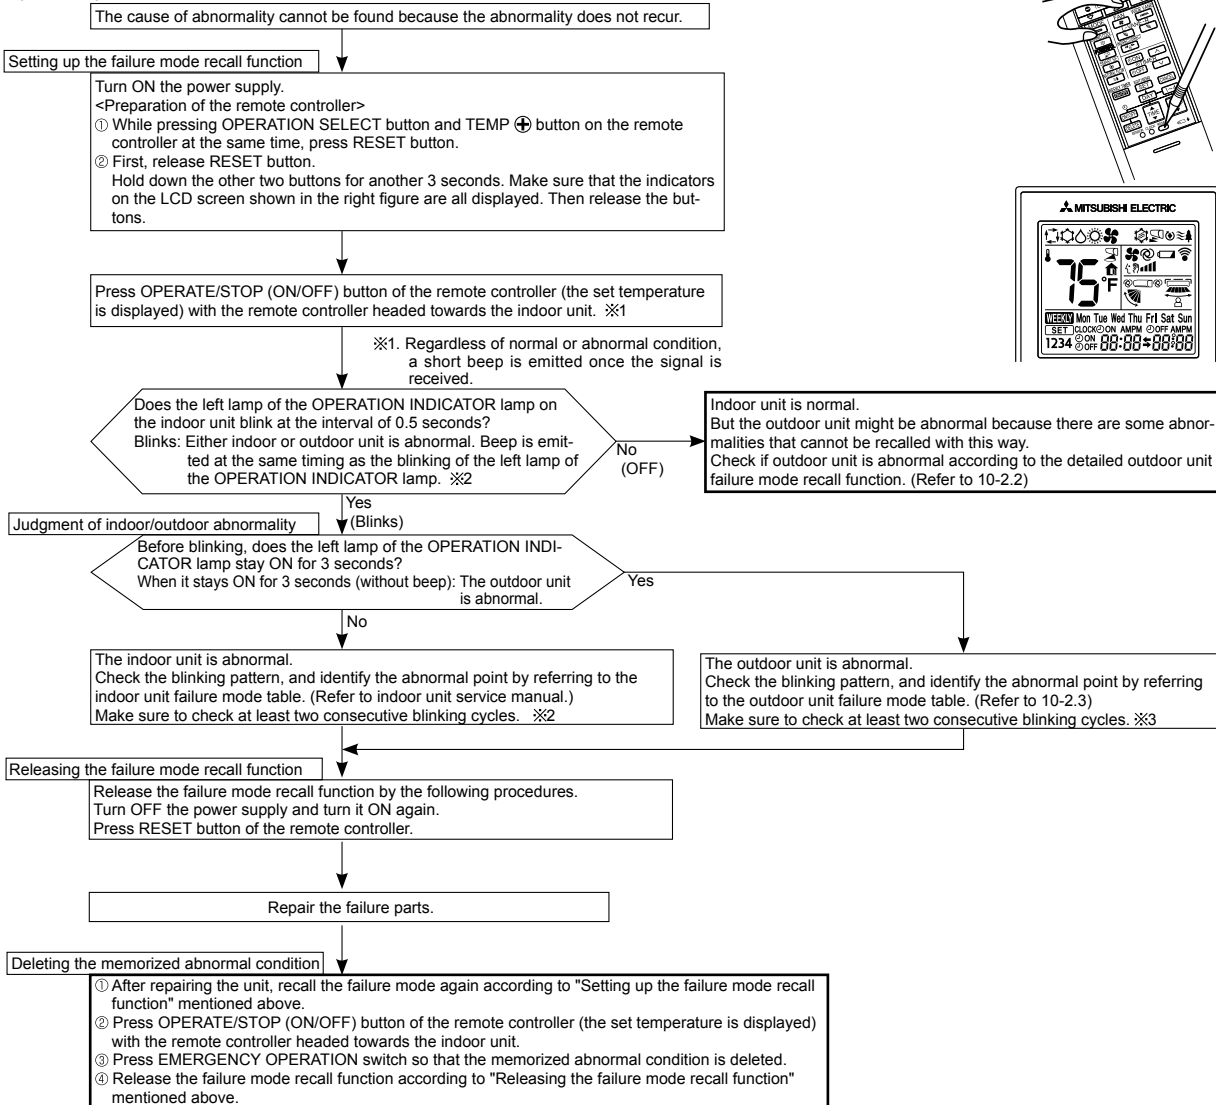 The cause of abnormality cannot be found because the abnormality does not recur.
Setting up the failure mode recall function
Turn ON the power supply.
<Preparation of the remote controller>
① While pressing OPERATION SELECT button and TEMP ⊕ button on the remote
controller at the same time, press RESET button.
② First, release RESET button.
Hold down the other two buttons for another 3 seconds. Make sure that the indicators
on the LCD screen shown in the right figure are all displayed. Then release the but-
tons.
MITSUBISHI ELECTRIC
75°F
WEEKLY Mon Tue Wed Thu Fri Sat Sun
SET CLOCK ON AMPM OFF AMPM
1234 ON OFF 88:88 88:88
Press OPERATE/STOP (ON/OFF) button of the remote controller (the set temperature
is displayed) with the remote controller headed towards the indoor unit. ※1
※1. Regardless of normal or abnormal condition,
a short beep is emitted once the signal is
received.
Does the left lamp of the OPERATION INDICATOR lamp on
the indoor unit blink at the interval of 0.5 seconds?
Blinks: Either indoor or outdoor unit is abnormal. Beep is emit-
ted at the same timing as the blinking of the left lamp of
the OPERATION INDICATOR lamp. ※2
No
(OFF)
Indoor unit is normal.
But the outdoor unit might be abnormal because there are some abnor-
malities that cannot be recalled with this way.
Check if outdoor unit is abnormal according to the detailed outdoor unit
failure mode recall function. (Refer to 10-2.2)
Yes
(Blinks)
Judgment of indoor/outdoor abnormality
Before blinking, does the left lamp of the OPERATION INDI-
CATOR lamp stay ON for 3 seconds?
When it stays ON for 3 seconds (without beep): The outdoor unit
is abnormal.
Yes
No
The indoor unit is abnormal.
Check the blinking pattern, and identify the abnormal point by referring to the
indoor unit failure mode table. (Refer to indoor unit service manual.)
Make sure to check at least two consecutive blinking cycles. ※2
The outdoor unit is abnormal.
Check the blinking pattern, and identify the abnormal point by referring
to the outdoor unit failure mode table. (Refer to 10-2.3)
Make sure to check at least two consecutive blinking cycles. ※3
Releasing the failure mode recall function
Release the failure mode recall function by the following procedures.
Turn OFF the power supply and turn it ON again.
Press RESET button of the remote controller.
Repair the failure parts.
Deleting the memorized abnormal condition
① After repairing the unit, recall the failure mode again according to "Setting up the failure mode recall
function" mentioned above.
② Press OPERATE/STOP (ON/OFF) button of the remote controller (the set temperature is displayed)
with the remote controller headed towards the indoor unit.
③ Press EMERGENCY OPERATION switch so that the memorized abnormal condition is deleted.
④ Release the failure mode recall function according to "Releasing the failure mode recall function"
mentioned above.